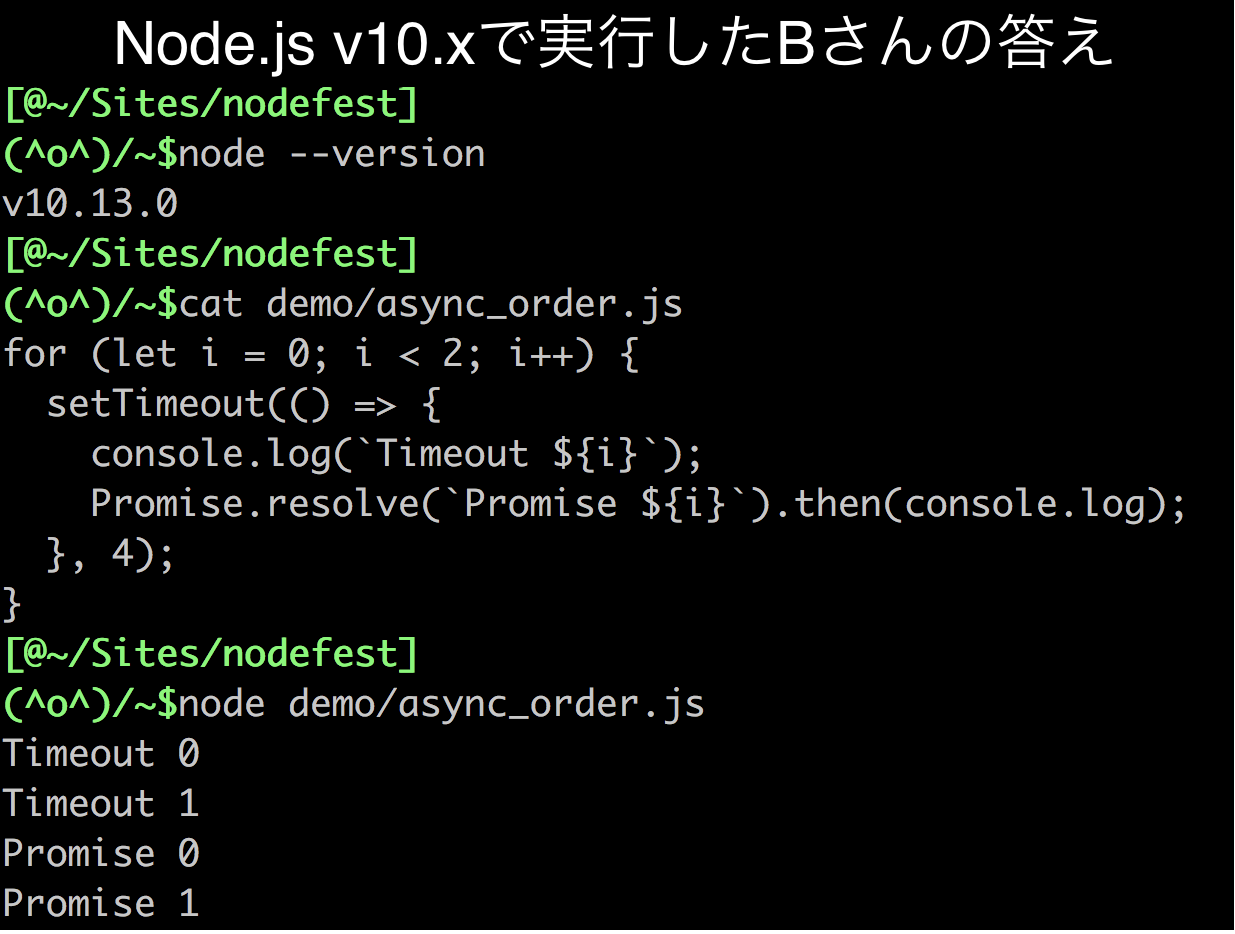 Node.js v10.xで実行したBさんの答え
[@~/Sites/nodefest]
(^o^)/~$node --version
v10.13.0
[@~/Sites/nodefest]
(^o^)/~$cat demo/async_order.js
for (let i = 0; i < 2; i++) {
  setTimeout(() => {
    console.log(`Timeout ${i}`);
    Promise.resolve(`Promise ${i}`).then(console.log);
  }, 4);
}
[@~/Sites/nodefest]
(^o^)/~$node demo/async_order.js
Timeout 0
Timeout 1
Promise 0
Promise 1